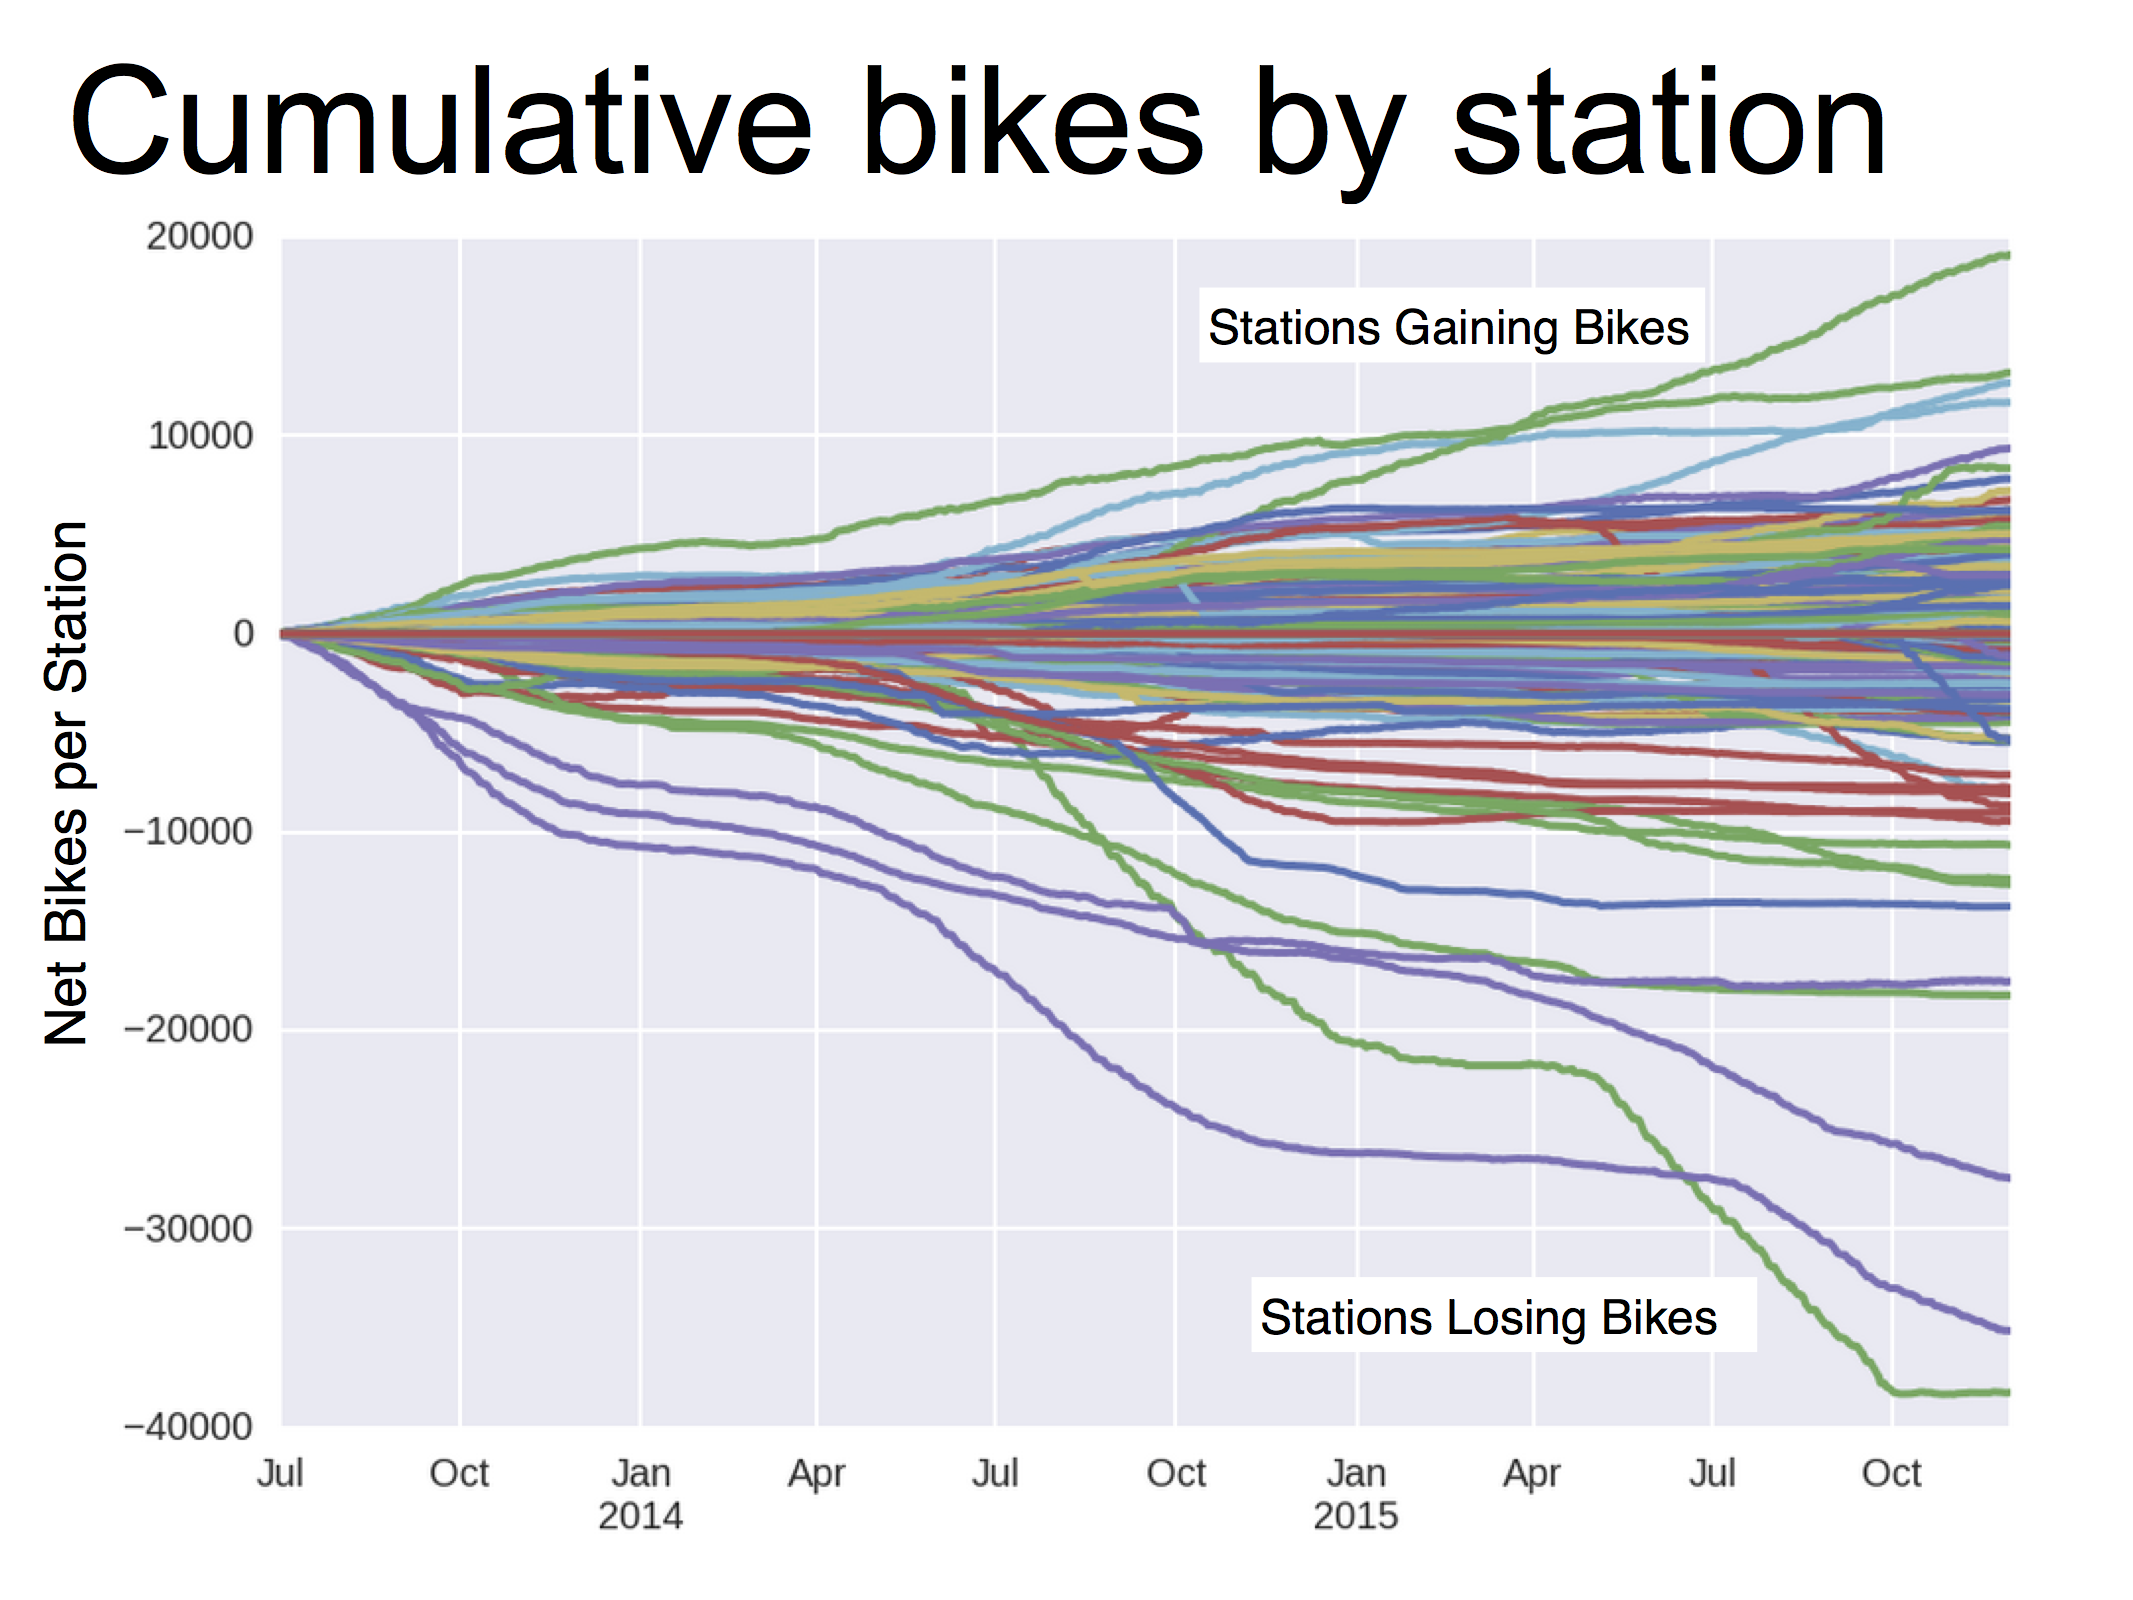 Cumulative bikes by station
20000
Stations Gaining Bikes
10000
0
Net Bikes per Station
−10000
−20000
−30000
Stations Losing Bikes
−40000
Jul Oct Jan Apr Jul Oct Jan Apr Jul Oct
2014 2015